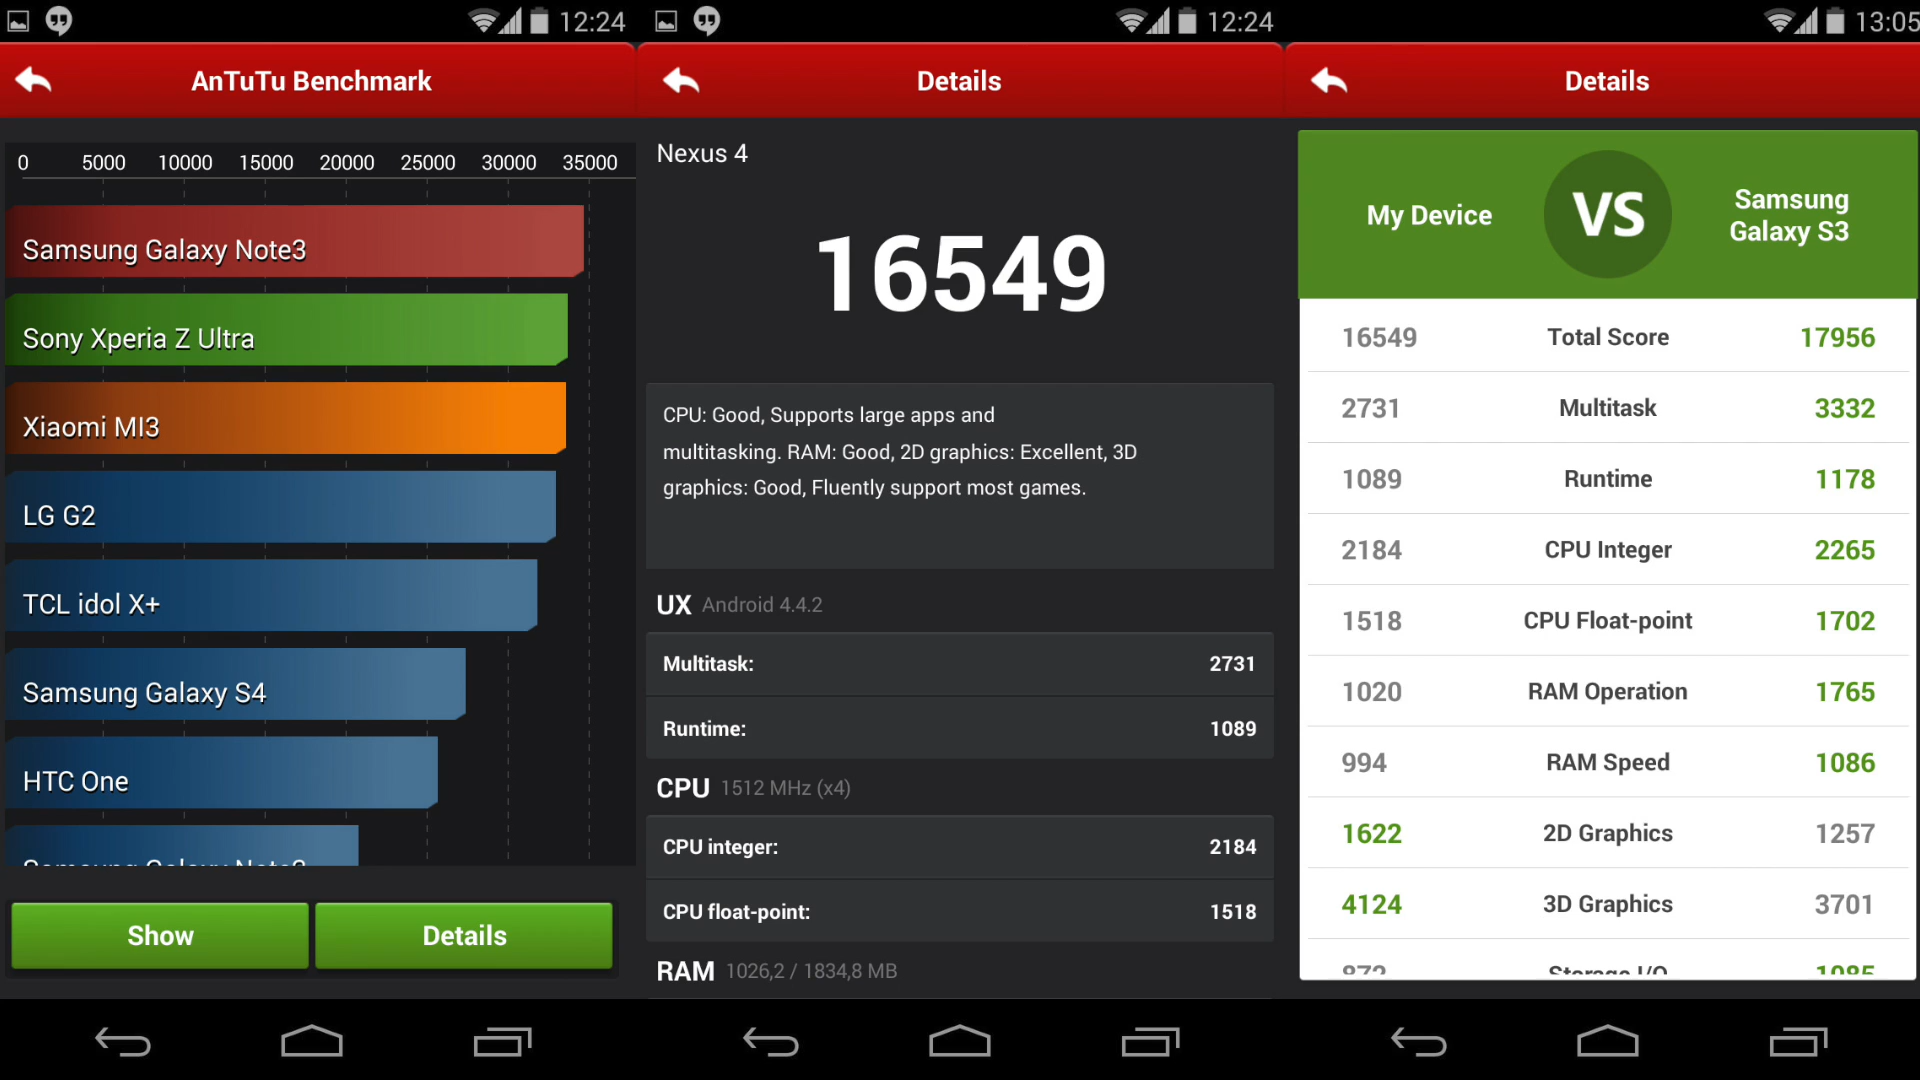 12:24
AnTuTu Benchmark
0 5000 10000 15000 20000 25000 30000 35000
Samsung Galaxy Note3
Sony Xperia Z Ultra
Xiaomi MI3
LG G2
TCL idol X+
Samsung Galaxy S4
HTC One
Samsung Galaxy
Show Details
12:24
Details
Nexus 4
16549
CPU: Good, Supports large apps and
multitasking. RAM: Good, 2D graphics: Excellent, 3D
graphics: Good, Fluently support most games.
UX Android 4.4.2
Multitask: 2731
Runtime: 1089
CPU 1512 MHz (x4)
CPU integer: 2184
CPU float-point: 1518
RAM 1026,2 / 1834,8 MB
13:05
Details
My Device VS Samsung
Galaxy S3
16549 Total Score 17956
2731 Multitask 3332
1089 Runtime 1178
2184 CPU Integer 2265
1518 CPU Float-point 1702
1020 RAM Operation 1765
994 RAM Speed 1086
1622 2D Graphics 1257
4124 3D Graphics 3701
Storage I/O